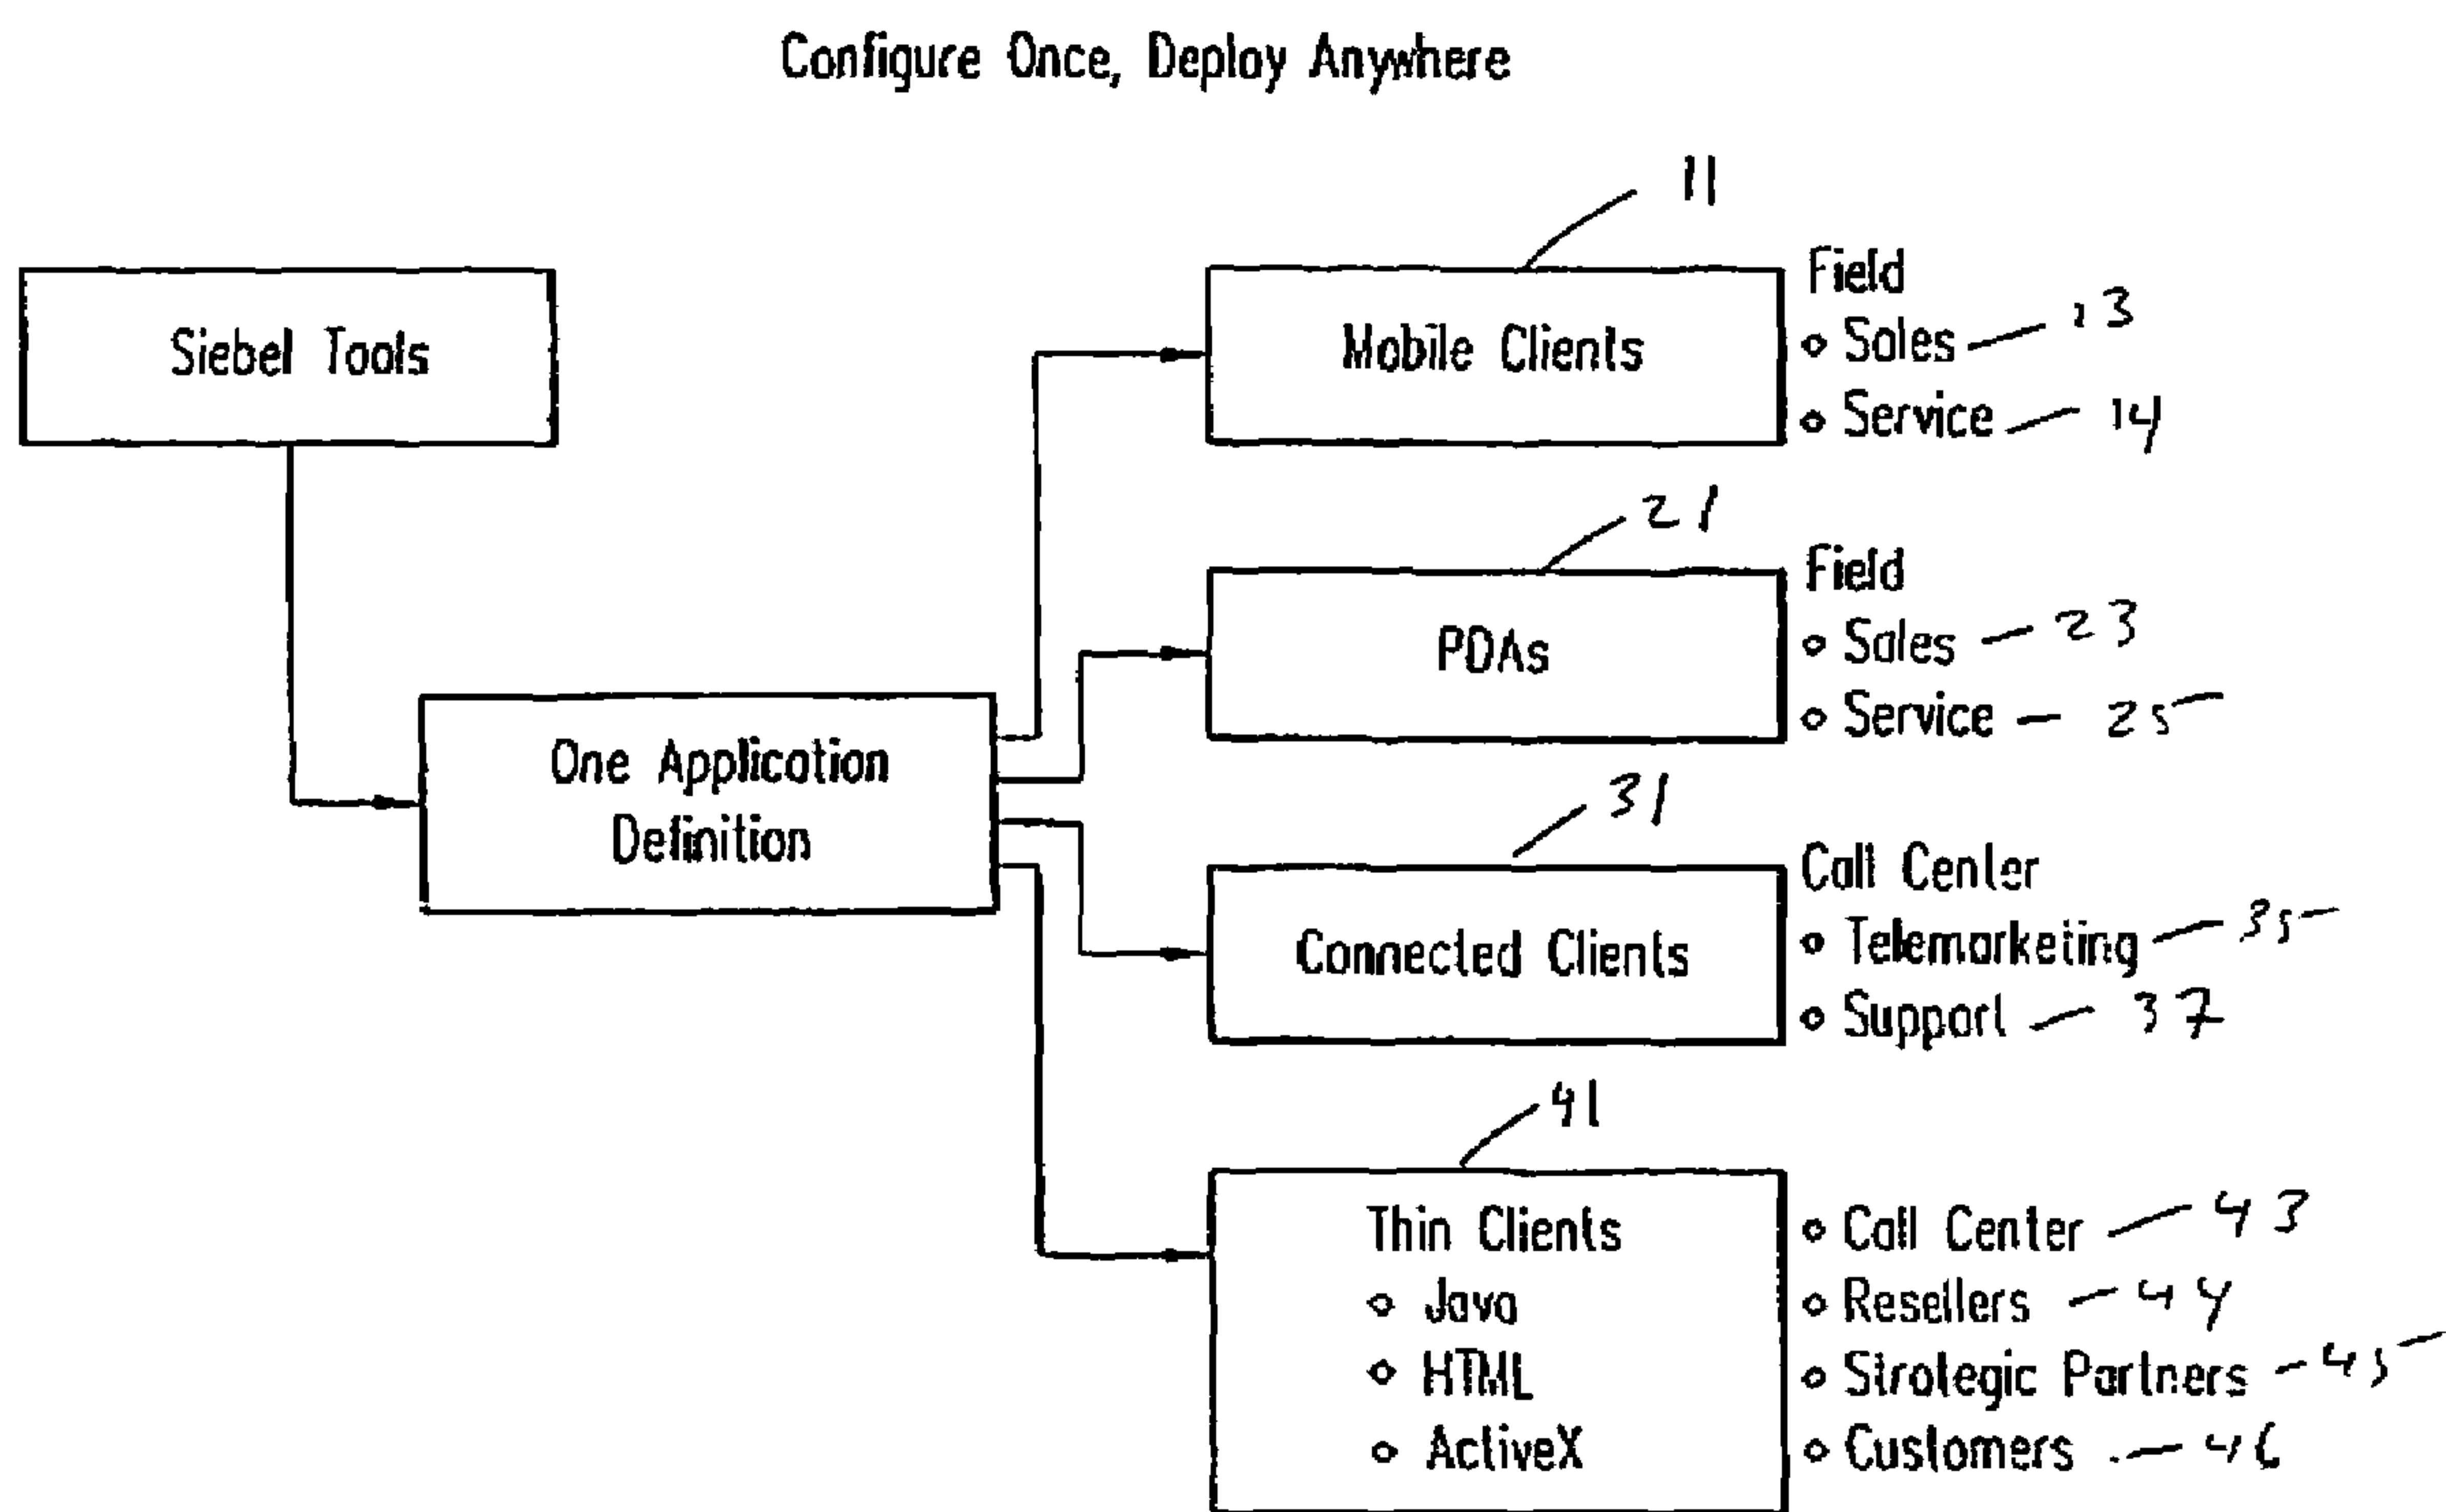 Configure Once, Deploy Anywhere
11
Siebel Tools
Mobile Clients
Field
Sales 13
Service 14
21
PDAs
Field
Sales 23
Service 25
One Application
Definition
31
Connected Clients
Call Center
Telemarketing 35
Support 37
41
Thin Clients
Java
HTML
ActiveX
Call Center 43
Resellers 44
Strategic Partners 45
Customers 46